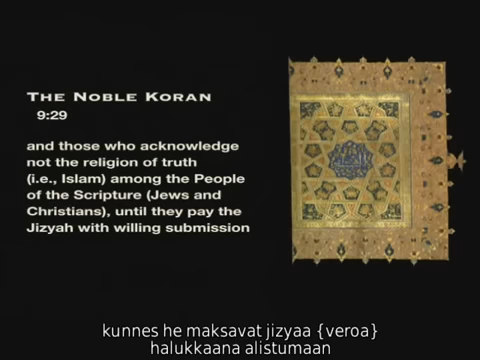 THE NOBLE KORAN
9:29
and those who acknowledge
not the religion of truth
(i.e., Islam) among the People
of the Scripture (Jews and
Christians), until they pay the
Jizyah with willing submission
kunnes he maksavat jizyaa {veroa}
halukkaana alistumaan